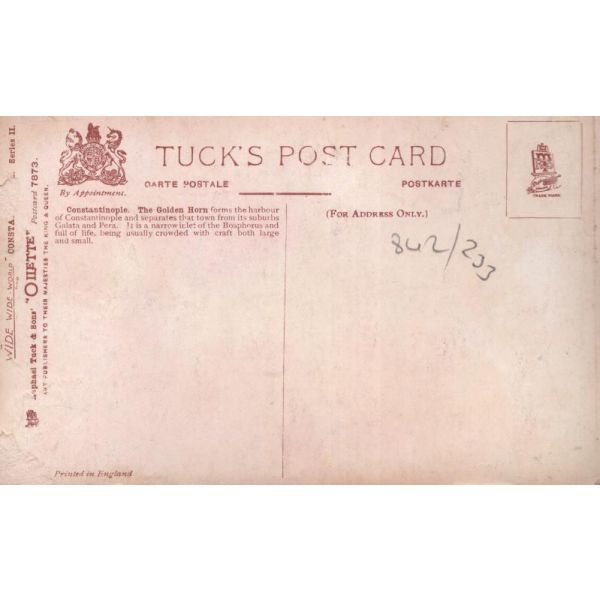 TUCK'S POST CARD
By Appointment.
CARTE POSTALE
POSTKARTE
TRADE MARK
Constantinople. The Golden Horn forms the harbour
of Constantinople and separates that town from its suburbs
Galata and Pera. It is a narrow inlet of the Bosphorus and
full of life, being usually crowded with craft both large
and small.
(FOR ADDRESS ONLY.)
842/233
Printed in England
WIDE WIDE-WORLD CONSTA. Series II.
Raphael Tuck & Sons' "OILETTE" Postcard 7873.
ART PUBLISHERS TO THEIR MAJESTIES THE KING & QUEEN.